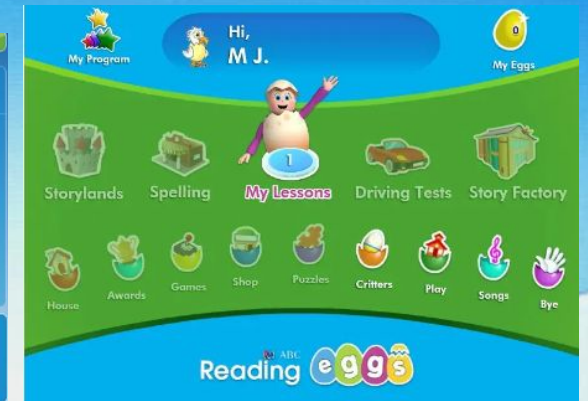 My Program
Hi,
M J.
0
My Eggs
1
Storylands
Spelling
My Lessons
Driving Tests
Story Factory
House
Awards
Games
Shop
Puzzles
Critters
Play
Songs
Bye
ABC
Reading eggs